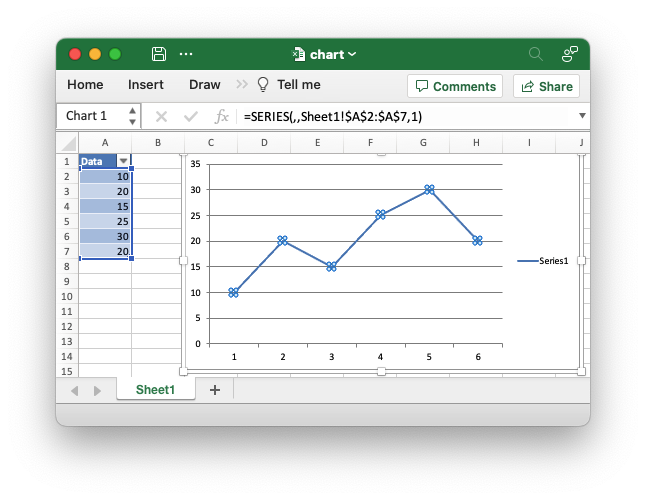 chart
Home Insert Draw Tell me Comments Share
Chart 1 fx =SERIES(,,Sheet1!$A$2:$A$7,1)
A B C D E F G H I J
1 Data
2 10
3 20
4 15
5 25
6 30
7 20
8
9
10
11
12
13
14
15
35
30
25
20
15
10
5
0
1 2 3 4 5 6
Series1
Sheet1